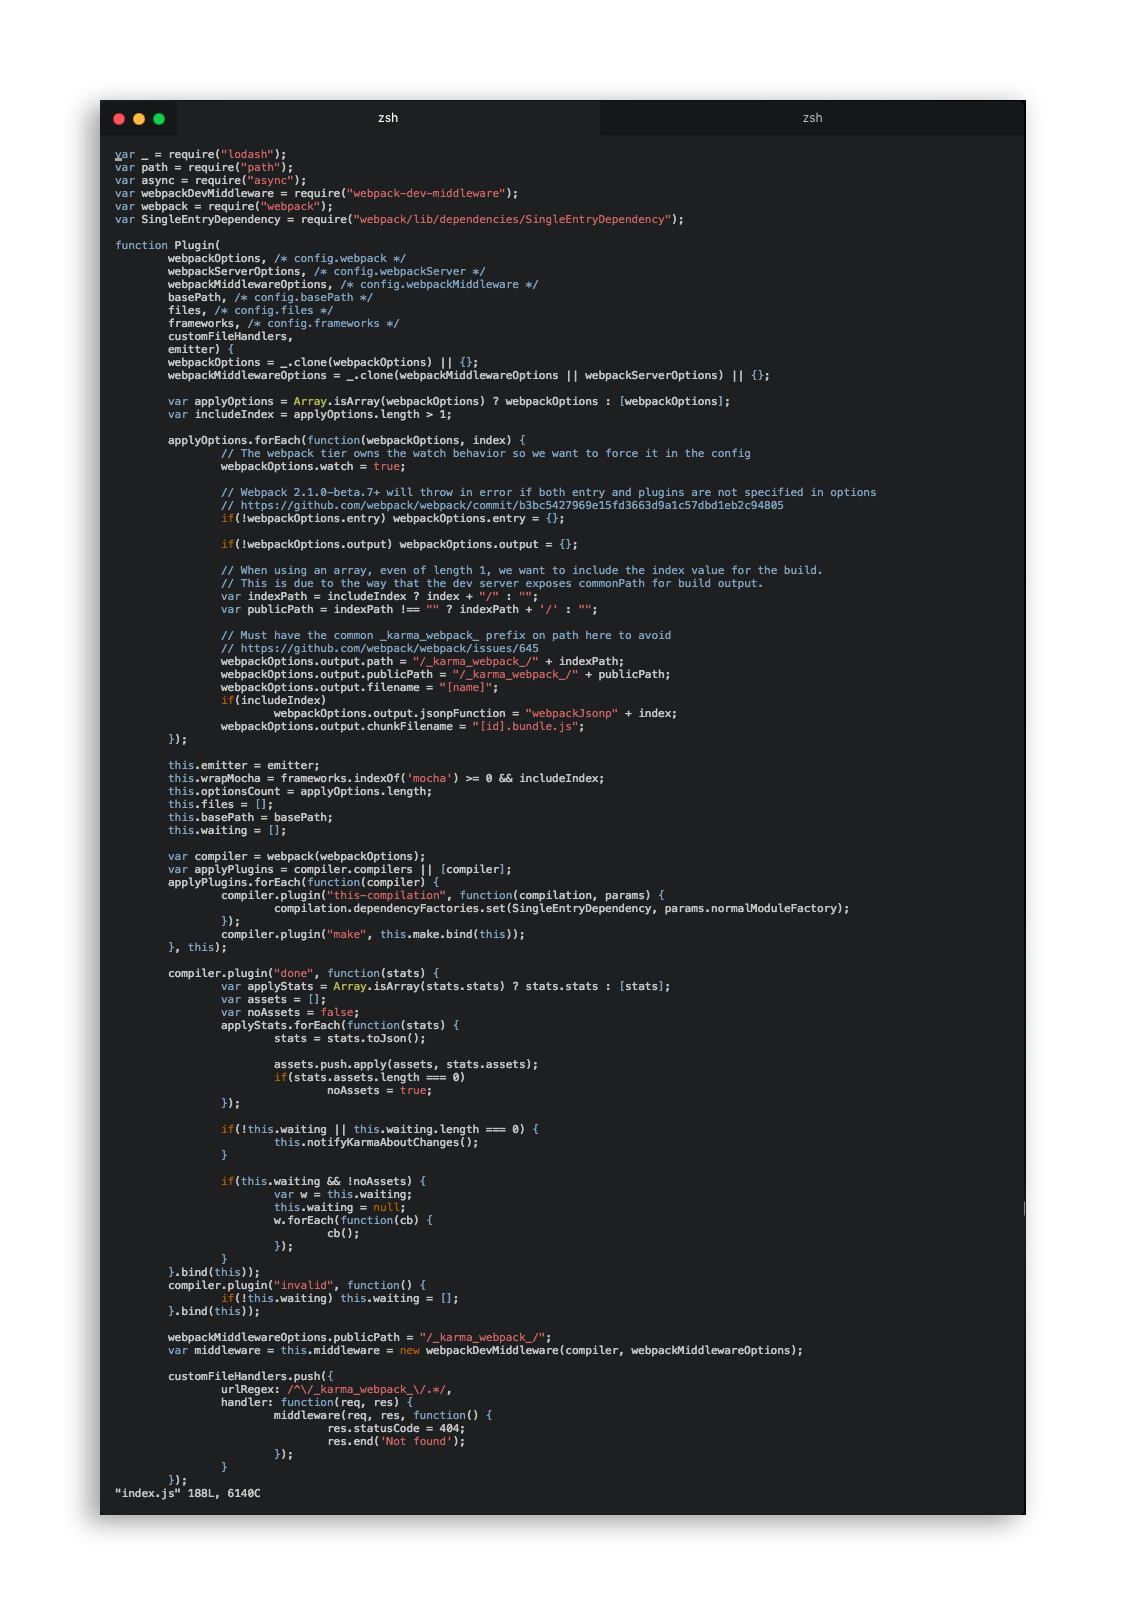 zsh zsh
var _ = require("lodash");
var path = require("path");
var async = require("async");
var webpackDevMiddleware = require("webpack-dev-middleware");
var webpack = require("webpack");
var SingleEntryDependency = require("webpack/lib/dependencies/SingleEntryDependency");

function Plugin(
        webpackOptions, /* config.webpack */
        webpackServerOptions, /* config.webpackServer */
        webpackMiddlewareOptions, /* config.webpackMiddleware */
        basePath, /* config.basePath */
        files, /* config.files */
        frameworks, /* config.frameworks */
        customFileHandlers,
        emitter) {
        webpackOptions = _.clone(webpackOptions) || {};
        webpackMiddlewareOptions = _.clone(webpackMiddlewareOptions || webpackServerOptions) || {};

        var applyOptions = Array.isArray(webpackOptions) ? webpackOptions : [webpackOptions];
        var includeIndex = applyOptions.length > 1;

        applyOptions.forEach(function(webpackOptions, index) {
                // The webpack tier owns the watch behavior so we want to force it in the config
                webpackOptions.watch = true;

                // Webpack 2.1.0-beta.7+ will throw in error if both entry and plugins are not specified in options
                // https://github.com/webpack/webpack/commit/b3bc5427969e15fd3663d9a1c57dbd1eb2c94805
                if(!webpackOptions.entry) webpackOptions.entry = {};

                if(!webpackOptions.output) webpackOptions.output = {};

                // When using an array, even of length 1, we want to include the index value for the build.
                // This is due to the way that the dev server exposes commonPath for build output.
                var indexPath = includeIndex ? index + "/" : "";
                var publicPath = indexPath !== "" ? indexPath + '/' : "";

                // Must have the common _karma_webpack_ prefix on path here to avoid
                // https://github.com/webpack/webpack/issues/645
                webpackOptions.output.path = "/_karma_webpack_/" + indexPath;
                webpackOptions.output.publicPath = "/_karma_webpack_/" + publicPath;
                webpackOptions.output.filename = "[name]";
                if(includeIndex)
                        webpackOptions.output.jsonpFunction = "webpackJsonp" + index;
                webpackOptions.output.chunkFilename = "[id].bundle.js";
        });

        this.emitter = emitter;
        this.wrapMocha = frameworks.indexOf('mocha') >= 0 && includeIndex;
        this.optionsCount = applyOptions.length;
        this.files = [];
        this.basePath = basePath;
        this.waiting = [];

        var compiler = webpack(webpackOptions);
        var applyPlugins = compiler.compilers || [compiler];
        applyPlugins.forEach(function(compiler) {
                compiler.plugin("this-compilation", function(compilation, params) {
                        compilation.dependencyFactories.set(SingleEntryDependency, params.normalModuleFactory);
                });
                compiler.plugin("make", this.make.bind(this));
        }, this);

        compiler.plugin("done", function(stats) {
                var applyStats = Array.isArray(stats.stats) ? stats.stats : [stats];
                var assets = [];
                var noAssets = false;
                applyStats.forEach(function(stats) {
                        stats = stats.toJson();

                        assets.push.apply(assets, stats.assets);
                        if(stats.assets.length === 0)
                                noAssets = true;
                });

                if(!this.waiting || this.waiting.length === 0) {
                        this.notifyKarmaAboutChanges();
                }

                if(this.waiting && !noAssets) {
                        var w = this.waiting;
                        this.waiting = null;
                        w.forEach(function(cb) {
                                cb();
                        });
                }
        }.bind(this));
        compiler.plugin("invalid", function() {
                if(!this.waiting) this.waiting = [];
        }.bind(this));

        webpackMiddlewareOptions.publicPath = "/_karma_webpack_/";
        var middleware = this.middleware = new webpackDevMiddleware(compiler, webpackMiddlewareOptions);

        customFileHandlers.push({
                urlRegex: /^\/_karma_webpack_\/.*/,
                handler: function(req, res) {
                        middleware(req, res, function() {
                                res.statusCode = 404;
                                res.end('Not found');
                        });
                }
        });
"index.js" 188L, 6140C